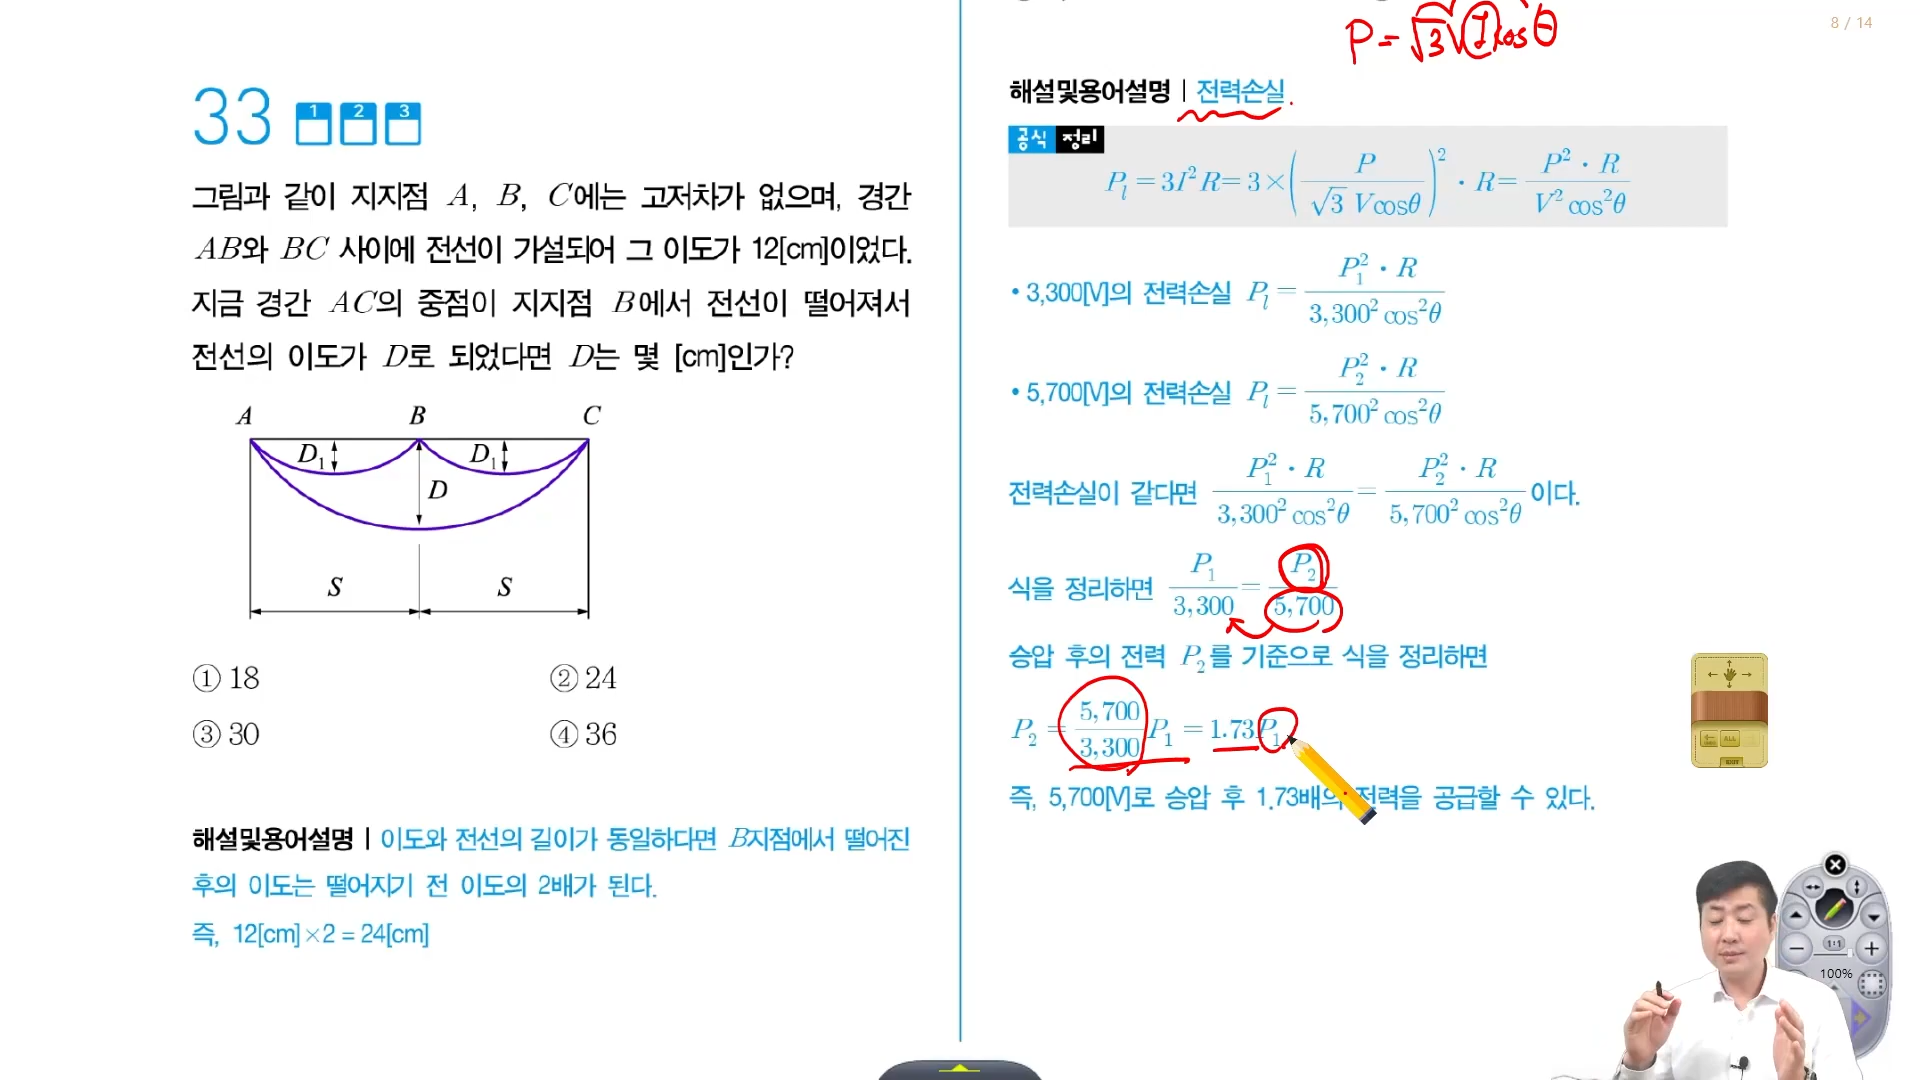 33 1 2 3
그림과 같이 지지점 A, B, C에는 고저차가 없으며, 경간
AB와 BC 사이에 전선이 가설되어 그 이도가 12[cm]이었다.
지금 경간 AC의 중점이 지지점 B에서 전선이 떨어져서
전선의 이도가 D로 되었다면 D는 몇 [cm]인가?
A B C
D₁ D₁
D
S S
① 18 ② 24
③ 30 ④ 36
해설및용어설명 | 이도와 전선의 길이가 동일하다면 B지점에서 떨어진
후의 이도는 떨어지기 전 이도의 2배가 된다.
즉, 12[cm]×2 = 24[cm]
P = √3 V I cosθ
8 / 14
해설및용어설명 | 전력손실
공식 정리
P_l = 3I²R = 3×(P / √3 Vcosθ)² · R = P² · R / V² cos²θ
• 3,300[V]의 전력손실 P_l = P₁² · R / 3,300² cos²θ
• 5,700[V]의 전력손실 P_l = P₂² · R / 5,700² cos²θ
전력손실이 같다면 P₁² · R / 3,300² cos²θ = P₂² · R / 5,700² cos²θ 이다.
식을 정리하면 P₁ / 3,300 = P₂ / 5,700
승압 후의 전력 P₂를 기준으로 식을 정리하면
P₂ = 5,700 / 3,300 P₁ = 1.73P₁
즉, 5,700[V]로 승압 후 1.73배의 전력을 공급할 수 있다.
ALL
1:1
100%